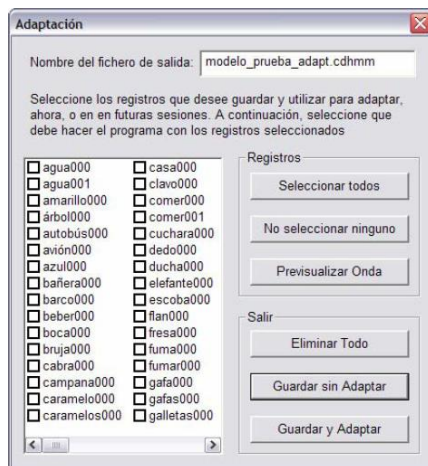 Adaptación
Nombre del fichero de salida: modelo_prueba_adapt.cdhmm
Seleccione los registros que desee guardar y utilizar para adaptar,
ahora, o en en futuras sesiones. A continuación, seleccione que
debe hacer el programa con los registros seleccionados
agua000 casa000
agua001 clavo000
amarillo000 comer000
árbol000 comer001
autobús000 cuchara000
avión000 dedo000
azul000 ducha000
bañera000 elefante000
barco000 escoba000
beber000 flan000
boca000 fresa000
bruja000 fuma000
cabra000 fumar000
campana000 gafa000
caramelo000 gafas000
caramelos000 galletas000
Registros
Seleccionar todos
No seleccionar ninguno
Previsualizar Onda
Salir
Eliminar Todo
Guardar sin Adaptar
Guardar y Adaptar